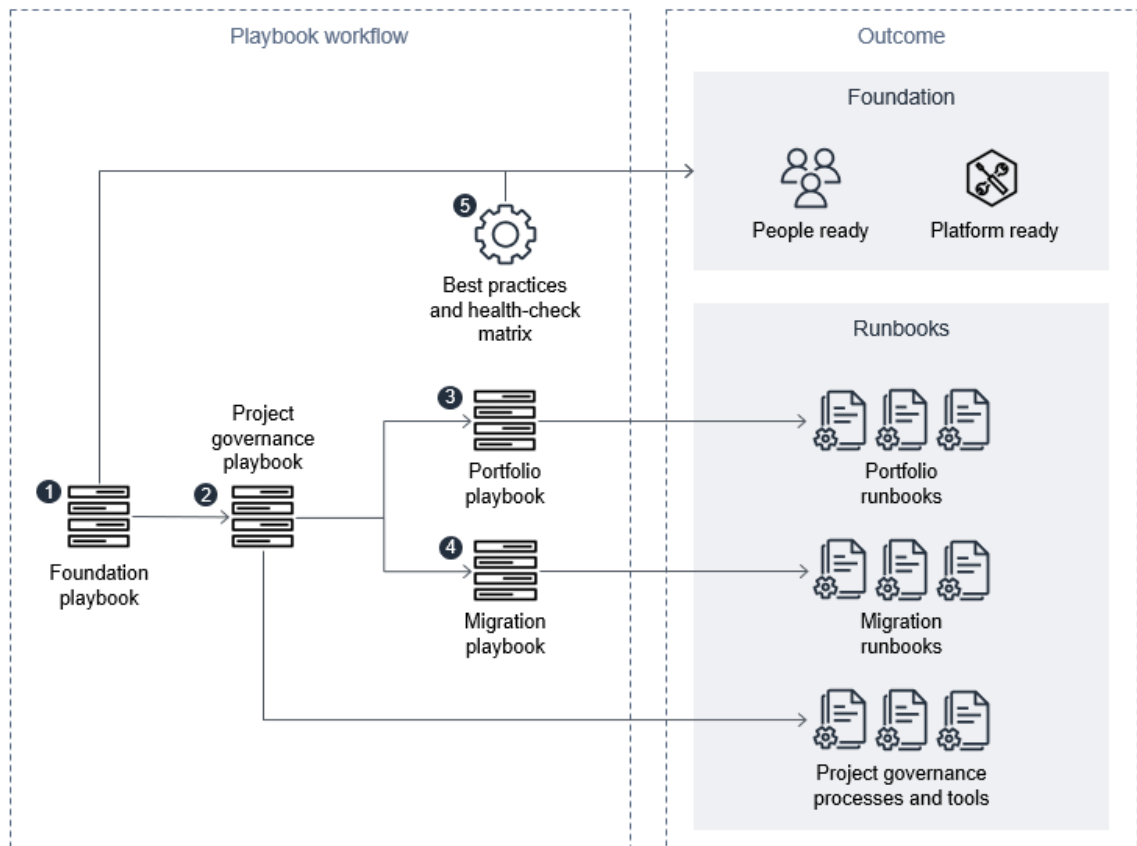 Playbook workflow
Outcome
Foundation
People ready
Platform ready
5
Best practices
and health-check
matrix
Runbooks
1
Foundation
playbook
2
Project
governance
playbook
3
Portfolio
playbook
4
Migration
playbook
Portfolio
runbooks
Migration
runbooks
Project governance
processes and tools